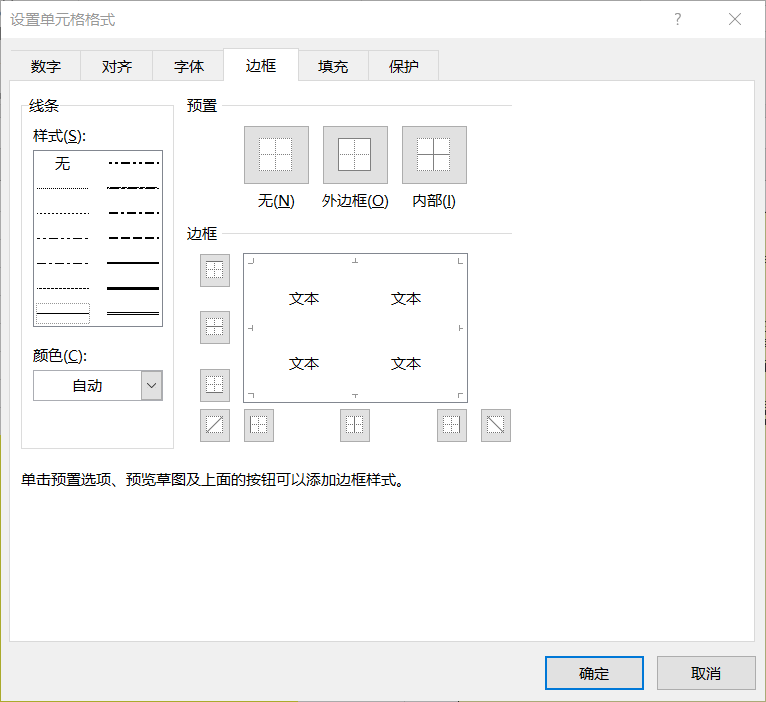 设置单元格格式
?
数字 对齐 字体 边框 填充 保护
线条
样式(S):
无
颜色(C):
自动
预置
无(N) 外边框(O) 内部(I)
边框
文本 文本
文本 文本
单击预置选项、预览草图及上面的按钮可以添加边框样式。
确定 取消